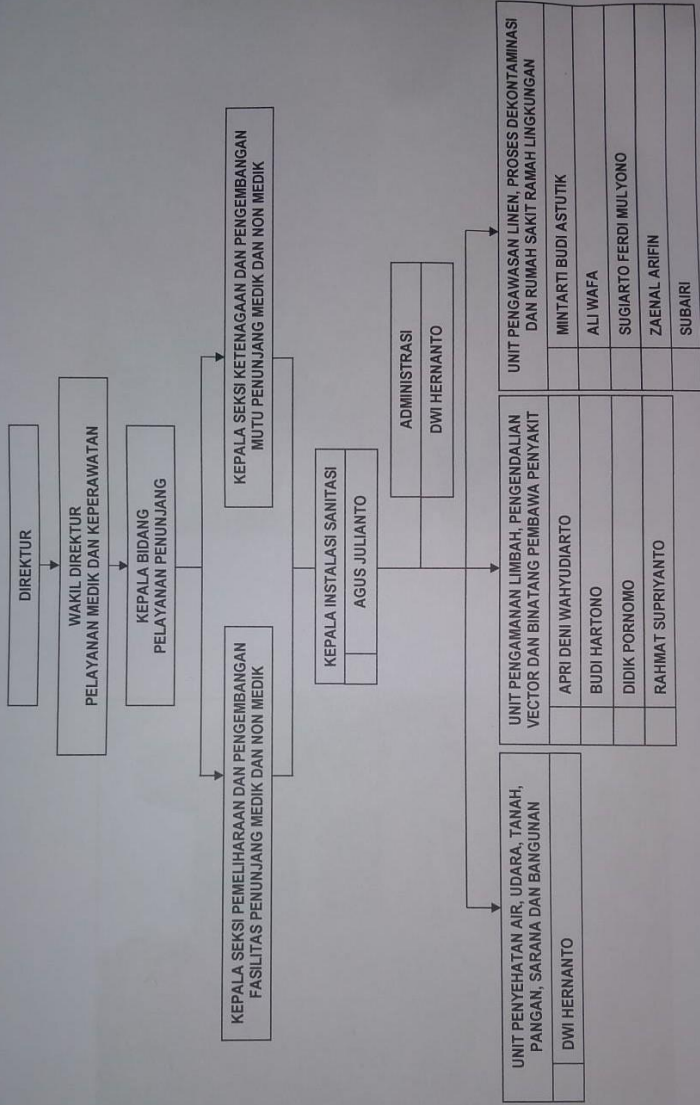 DIREKTUR
WAKIL DIREKTUR
PELAYANAN MEDIK DAN KEPERAWATAN
KEPALA BIDANG
PELAYANAN PENUNJANG
KEPALA SEKSI PEMELIHARAAN DAN PENGEMBANGAN
FASILITAS PENUNJANG MEDIK DAN NON MEDIK
KEPALA SEKSI KETENAGAAN DAN PENGEMBANGAN
MUTU PENUNJANG MEDIK DAN NON MEDIK
KEPALA INSTALASI SANITASI
AGUS JULIANTO
ADMINISTRASI
DWI HERNANTO
UNIT PENYEHATAN AIR, UDARA, TANAH,
PANGAN, SARANA DAN BANGUNAN
DWI HERNANTO
UNIT PENGAMANAN LIMBAH, PENGENDALIAN
VECTOR DAN BINATANG PEMBAWA PENYAKIT
APRI DENI WAHYUDIARTO
BUDI HARTONO
DIDIK PORNOMO
RAHMAT SUPRIYANTO
UNIT PENGAWASAN LINEN, PROSES DEKONTAMINASI
DAN RUMAH SAKIT RAMAH LINGKUNGAN
MINTARTI BUDI ASTUTIK
ALI WAFA
SUGIARTO FERDI MULYONO
ZAENAL ARIFIN
SUBAIRI